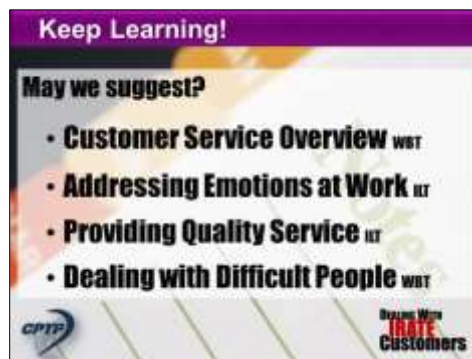 Keep Learning!
May we suggest?
• Customer Service Overview WBT
• Addressing Emotions at Work ILT
• Providing Quality Service ILT
• Dealing with Difficult People WBT
Notes
CPTP
Dealing With
IRATE
Customers